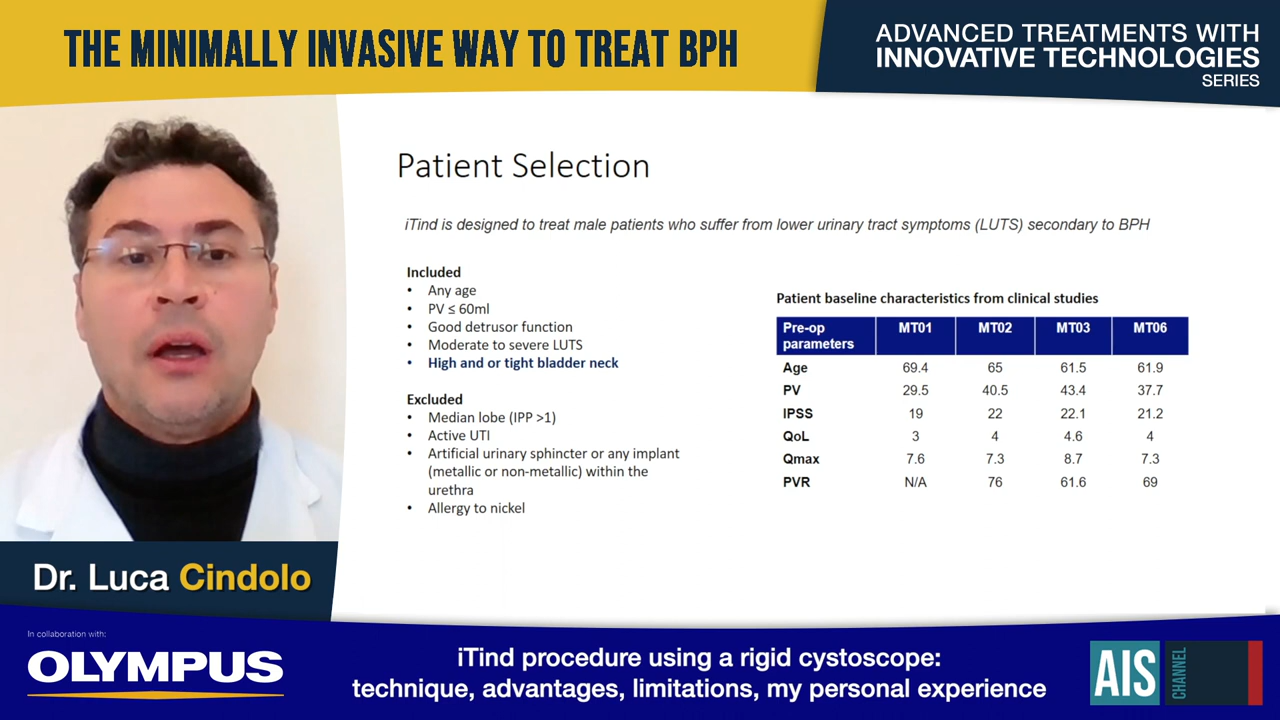 THE MINIMALLY INVASIVE WAY TO TREAT BPH
ADVANCED TREATMENTS WITH
INNOVATIVE TECHNOLOGIES
SERIES
Patient Selection
iTind is designed to treat male patients who suffer from lower urinary tract symptoms (LUTS) secondary to BPH
Included
• Any age
• PV ≤ 60ml
• Good detrusor function
• Moderate to severe LUTS
• High and or tight bladder neck
Excluded
• Median lobe (IPP >1)
• Active UTI
• Artificial urinary sphincter or any implant
(metallic or non-metallic) within the
urethra
• Allergy to nickel
Patient baseline characteristics from clinical studies
Pre-op
parameters MT01 MT02 MT03 MT06
Age 69.4 65 61.5 61.9
PV 29.5 40.5 43.4 37.7
IPSS 19 22 22.1 21.2
QoL 3 4 4.6 4
Qmax 7.6 7.3 8.7 7.3
PVR N/A 76 61.6 69
Dr. Luca Cindolo
In collaboration with:
OLYMPUS
iTind procedure using a rigid cystoscope:
technique, advantages, limitations, my personal experience
AIS CHANNEL